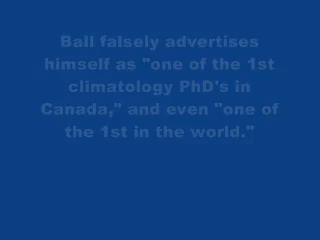 Ball falsely advertises
himself as "one of the 1st
climatology PhD's in
Canada," and even "one of
the 1st in the world."